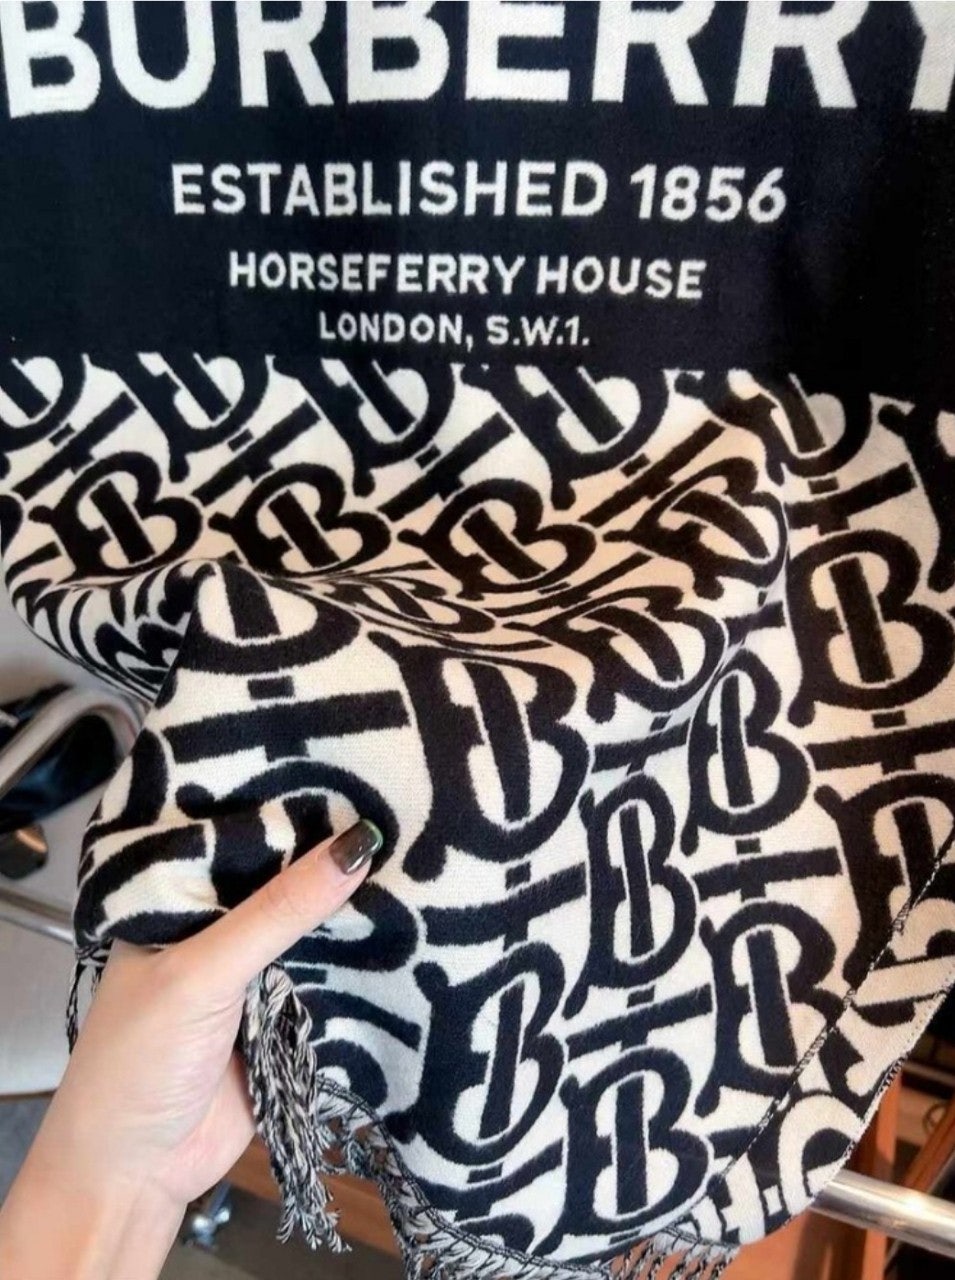 BURBERRY
ESTABLISHED 1856
HORSEFERRY HOUSE
LONDON, S.W.1.